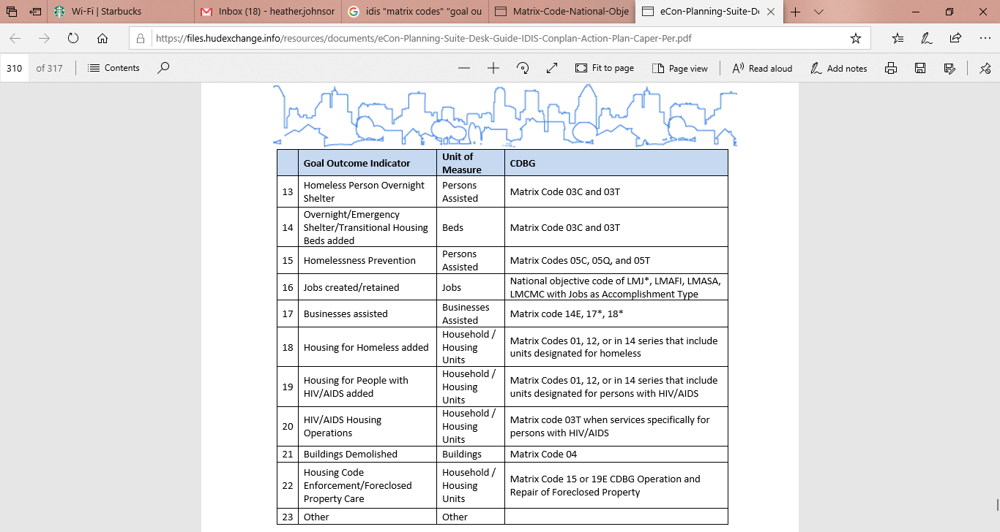 Wi-Fi | Starbucks
Inbox (18) - heather.johnsor
idis "matrix codes" "goal ou
Matrix-Code-National-Obje
eCon-Planning-Suite-De
https://files.hudexchange.info/resources/documents/eCon-Planning-Suite-Desk-Guide-IDIS-Conplan-Action-Plan-Caper-Per.pdf
310 of 317 Contents Fit to page Page view Read aloud Add notes
Goal Outcome Indicator
Unit of
Measure
CDBG
13
Homeless Person Overnight
Shelter
Persons
Assisted
Matrix Code 03C and 03T
14
Overnight/Emergency
Shelter/Transitional Housing
Beds added
Beds
Matrix Code 03C and 03T
15
Homelessness Prevention
Persons
Assisted
Matrix Codes 05C, 05Q, and 05T
16
Jobs created/retained
Jobs
National objective code of LMJ*, LMAFI, LMASA,
LMCMC with Jobs as Accomplishment Type
17
Businesses assisted
Businesses
Assisted
Matrix code 14E, 17*, 18*
18
Housing for Homeless added
Household /
Housing
Units
Matrix Codes 01, 12, or in 14 series that include
units designated for homeless
19
Housing for People with
HIV/AIDS added
Household /
Housing
Units
Matrix Codes 01, 12, or in 14 series that include
units designated for persons with HIV/AIDS
20
HIV/AIDS Housing
Operations
Household /
Housing
Units
Matrix code 03T when services specifically for
persons with HIV/AIDS
21
Buildings Demolished
Buildings
Matrix Code 04
22
Housing Code
Enforcement/Foreclosed
Property Care
Household /
Housing
Units
Matrix Code 15 or 19E CDBG Operation and
Repair of Foreclosed Property
23
Other
Other